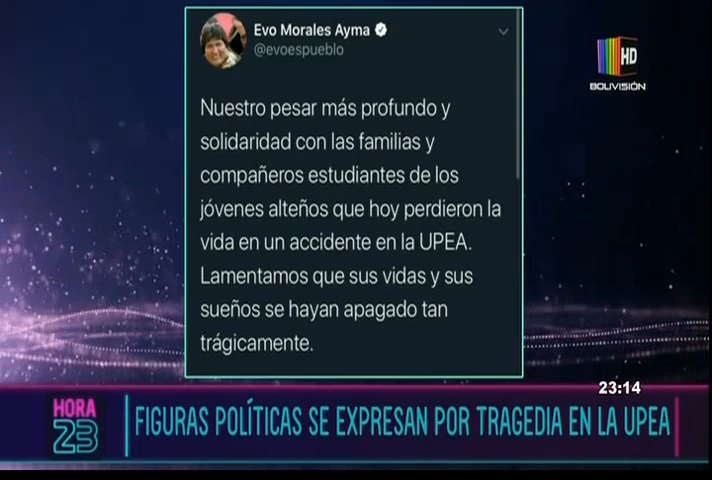 Evo Morales Ayma
@evoespueblo
Nuestro pesar más profundo y
solidaridad con las familias y
compañeros estudiantes de los
jóvenes alteños que hoy perdieron la
vida en un accidente en la UPEA.
Lamentamos que sus vidas y sus
sueños se hayan apagado tan
trágicamente.
HD
BOLIVISIÓN
23:14
HORA
23
FIGURAS POLÍTICAS SE EXPRESAN POR TRAGEDIA EN LA UPEA